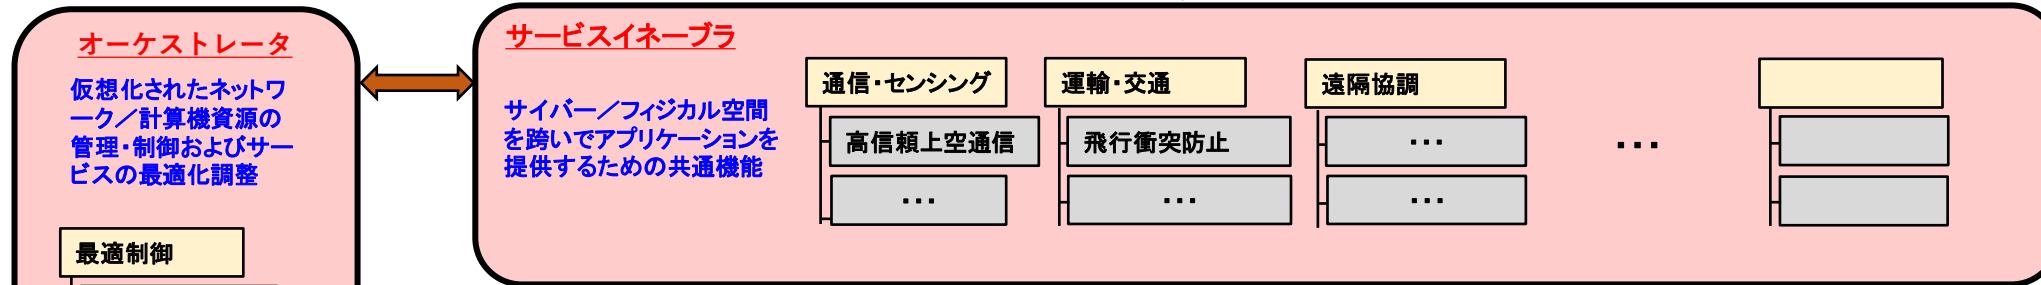 オーケストレータ
仮想化されたネットワ
ーク／計算機資源の
管理・制御およびサー
ビスの最適化調整
最適制御
サービスイネーブラ
サイバー／フィジカル空間
を跨いでアプリケーションを
提供するための共通機能
通信・センシング
高信頼上空通信
・・・
運輸・交通
飛行衝突防止
・・・
遠隔協調
・・・
・・・
・・・